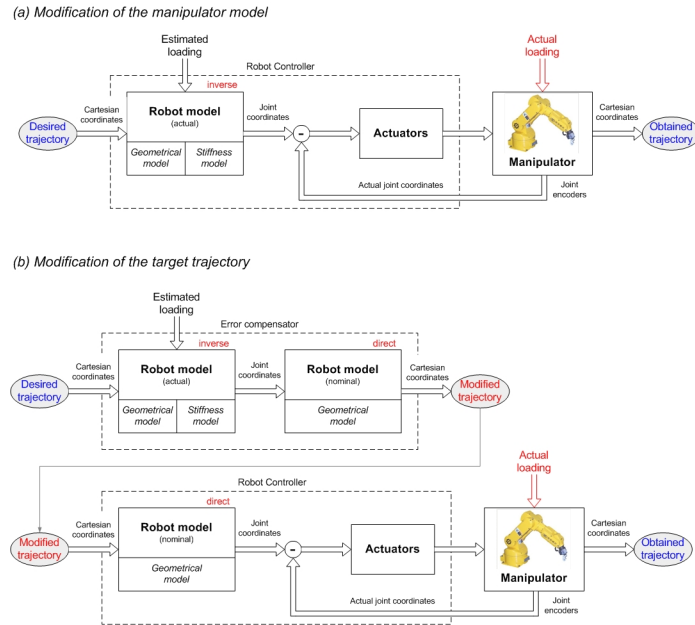 (a) Modification of the manipulator model
Estimated
loading
Actual
loading
Robot Controller
inverse
Desired
trajectory
Cartesian
coordinates
Robot model
(actual)
Geometrical
model
Stiffness
model
Joint
coordinates
-
Actuators
Manipulator
Cartesian
coordinates
Obtained
trajectory
Actual joint coordinates
Joint
encoders
(b) Modification of the target trajectory
Estimated
loading
Error compensator
inverse
direct
Desired
trajectory
Cartesian
coordinates
Robot model
(actual)
Geometrical
model
Stiffness
model
Joint
coordinates
Robot model
(nominal)
Geometrical
model
Cartesian
coordinates
Modified
trajectory
Actual
loading
Robot Controller
direct
Modified
trajectory
Cartesian
coordinates
Robot model
(nominal)
Geometrical
model
Joint
coordinates
-
Actuators
Manipulator
Cartesian
coordinates
Obtained
trajectory
Actual joint coordinates
Joint
encoders